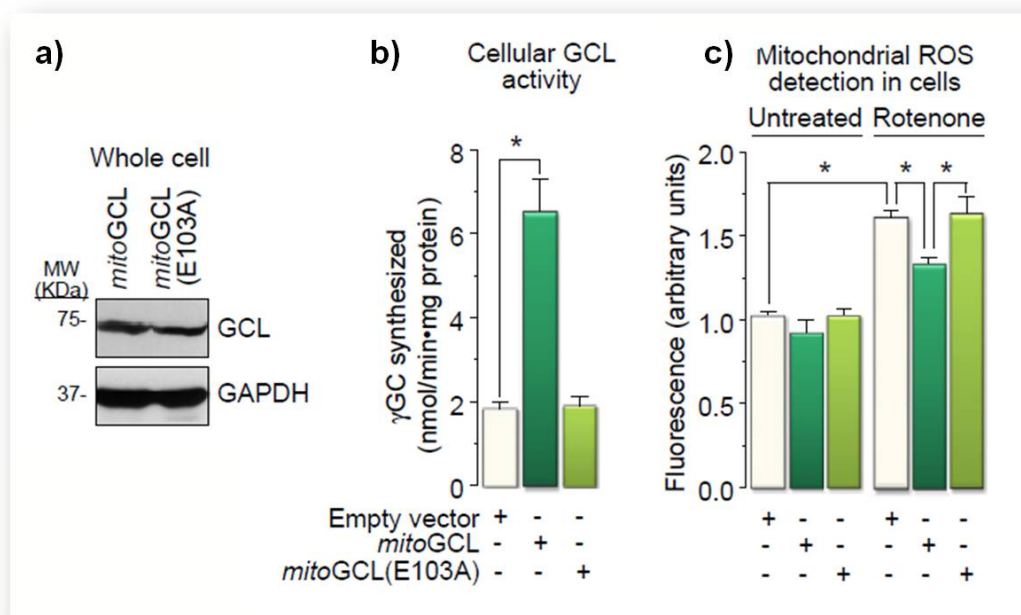 a)
Whole cell
mitoGCL
mitoGCL
(E103A)
MW
(KDa)
75-
GCL
37-
GAPDH
b)
Cellular GCL
activity
γGC synthesized
(nmol/min•mg protein)
8
6
4
2
0
*
Empty vector + - -
mitoGCL - + -
mitoGCL(E103A) - - +
c)
Mitochondrial ROS
detection in cells
Untreated Rotenone
Fluorescence (arbitrary units)
2.0
1.5
1.0
0.5
0.0
* * *
+ - - + - -
- + - - + -
- - + - - +